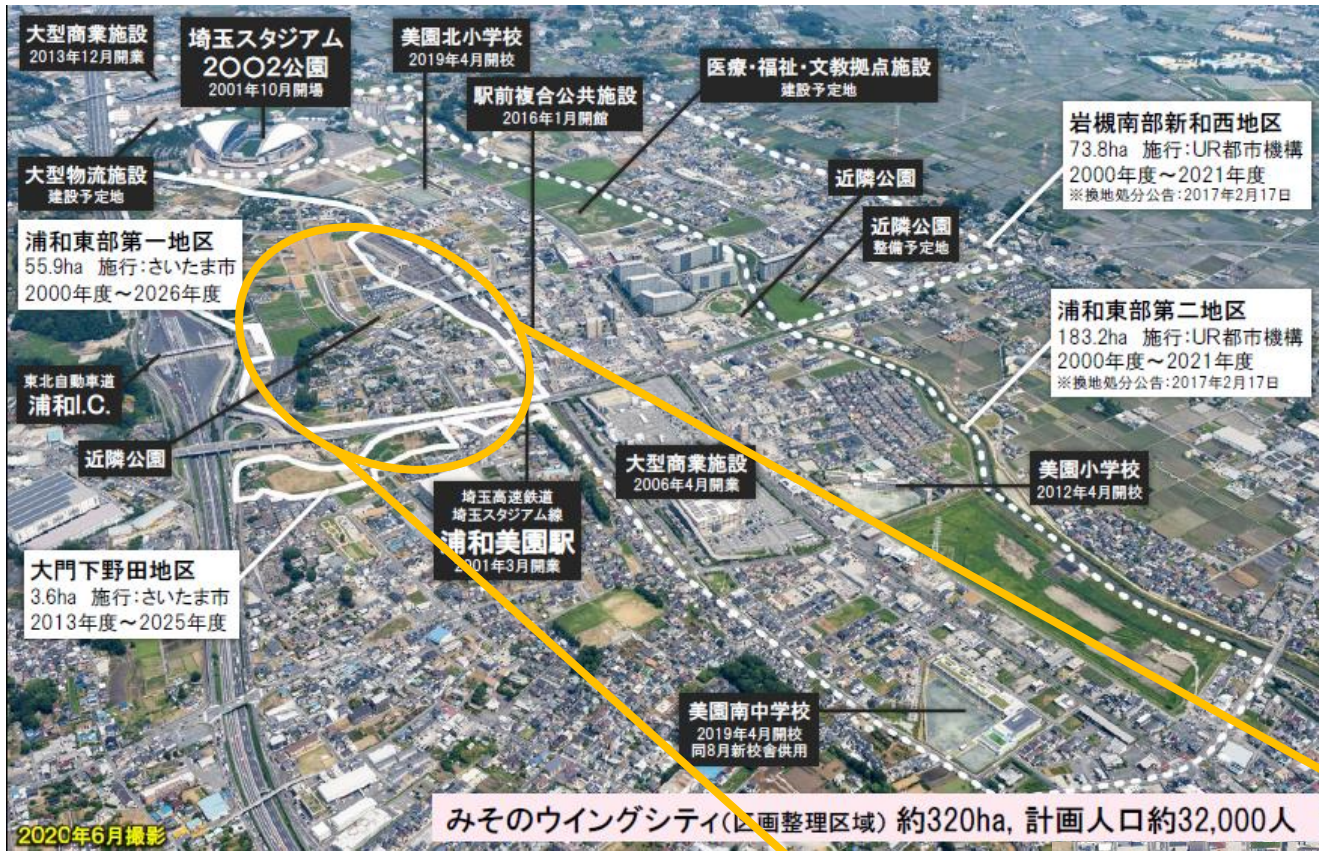 大型商業施設
2013年12月開業
埼玉スタジアム
2〇〇2公園
2001年10月開場
美園北小学校
2019年4月開校
駅前複合公共施設
2016年1月開館
医療・福祉・文教拠点施設
建設予定地
岩槻南部新和西地区
73.8ha 施行:UR都市機構
2000年度～2021年度
※換地処分公告:2017年2月17日
大型物流施設
建設予定地
近隣公園
近隣公園
整備予定地
浦和東部第一地区
55.9ha 施行:さいたま市
2000年度～2026年度
浦和東部第二地区
183.2ha 施行:UR都市機構
2000年度～2021年度
※換地処分公告:2017年2月17日
東北自動車道
浦和I.C.
近隣公園
大型商業施設
2006年4月開業
美園小学校
2012年4月開校
埼玉高速鉄道
埼玉スタジアム線
浦和美園駅
2001年3月開業
大門下野田地区
3.6ha 施行:さいたま市
2013年度～2025年度
美園南中学校
2019年4月開校
同8月新校舎供用
みそのウイングシティ(区画整理区域) 約320ha, 計画人口約32,000人
2020年6月撮影